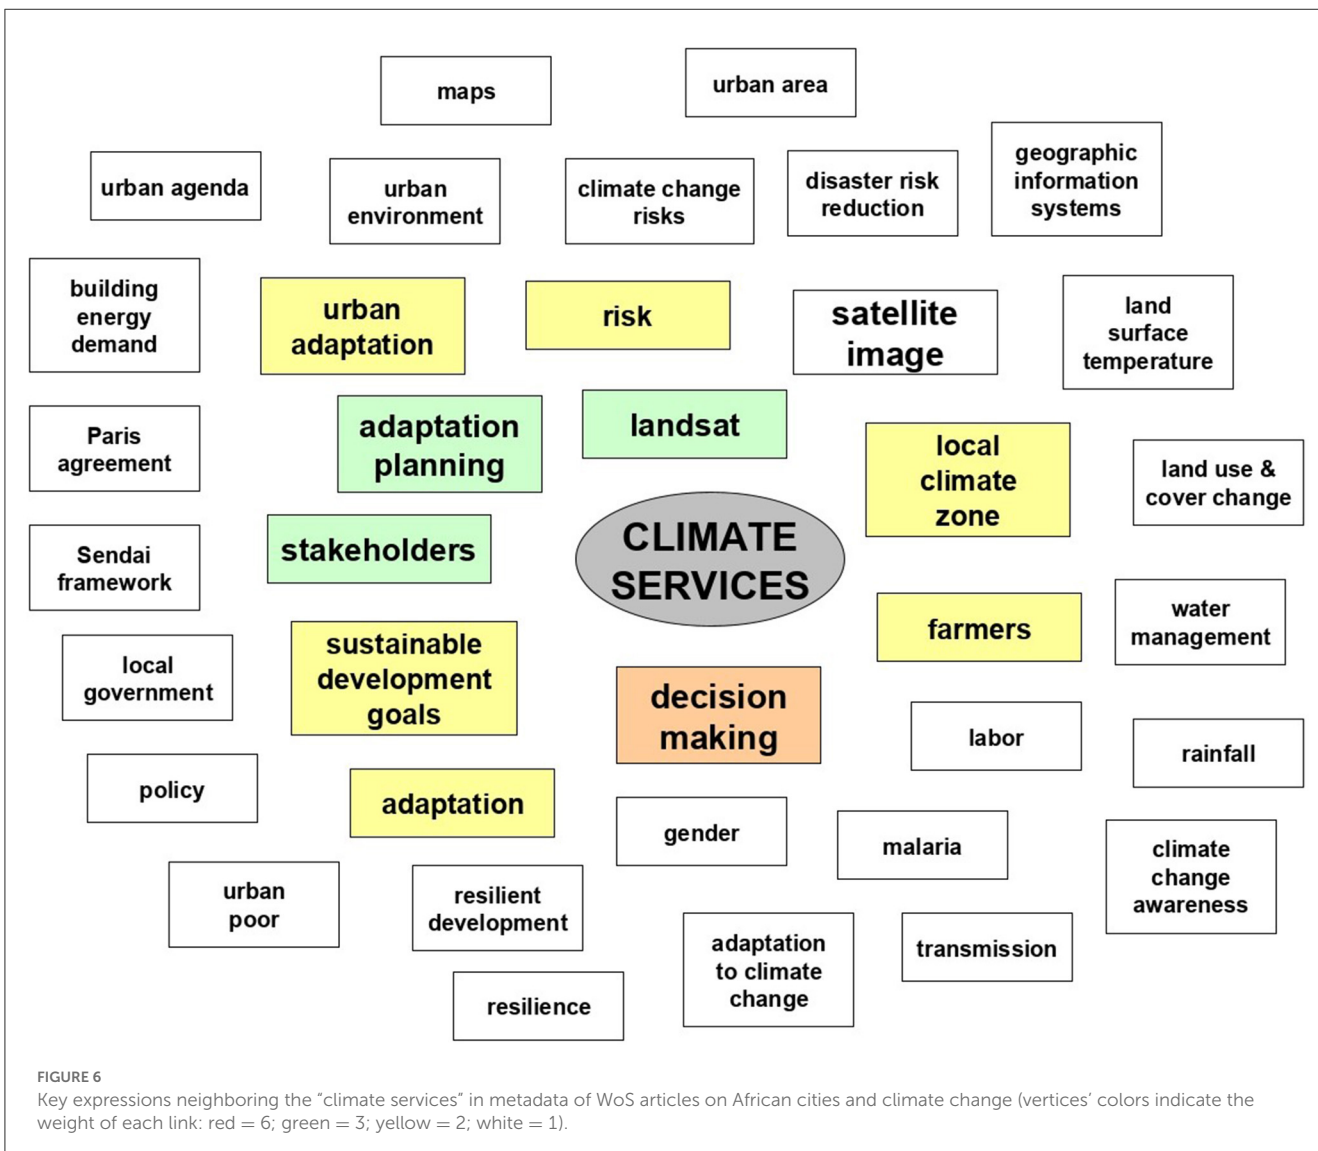 maps
urban area
urban agenda
urban
environment
climate change
risks
disaster risk
reduction
geographic
information
systems
building
energy
demand
urban
adaptation
risk
satellite
image
land
surface
temperature
Paris
agreement
adaptation
planning
landsat
local
climate
zone
land use &
cover change
Sendai
framework
stakeholders
CLIMATE
SERVICES
farmers
water
management
local
government
sustainable
development
goals
decision
making
labor
rainfall
policy
adaptation
gender
malaria
climate
change
awareness
urban
poor
resilient
development
adaptation
to climate
change
transmission
resilience
FIGURE 6
Key expressions neighboring the “climate services” in metadata of WoS articles on African cities and climate change (vertices’ colors indicate the
weight of each link: red = 6; green = 3; yellow = 2; white = 1).